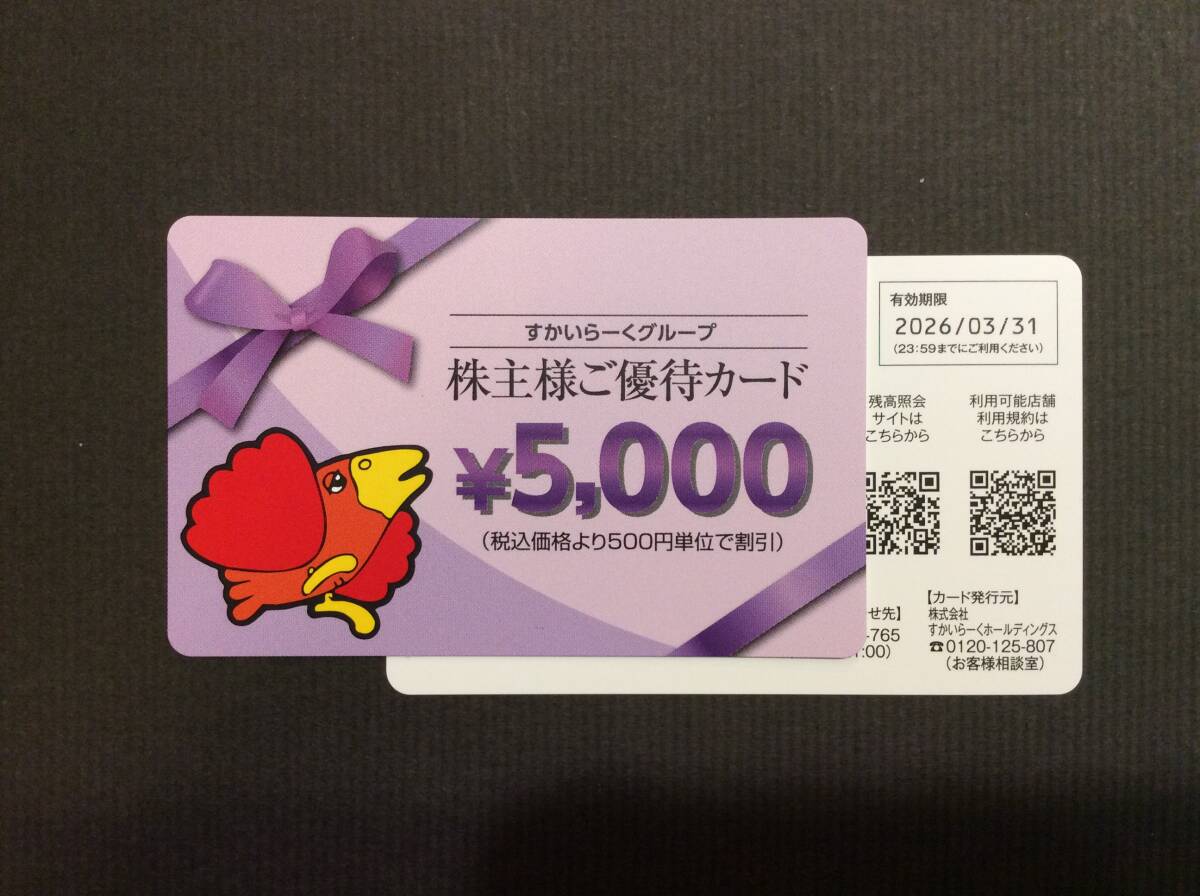 すかいらーくグループ
株主様ご優待カード
¥5,000
(税込価格より500円単位で割引)
有効期限
2026/03/31
(23:59までにご利用ください)
残高照会
サイトは
こちらから
利用可能店舗
利用規約は
こちらから
せ先】
-765
:00)
【カード発行元】
株式会社
すかいらーくホールディングス
☎0120-125-807
(お客様相談室)